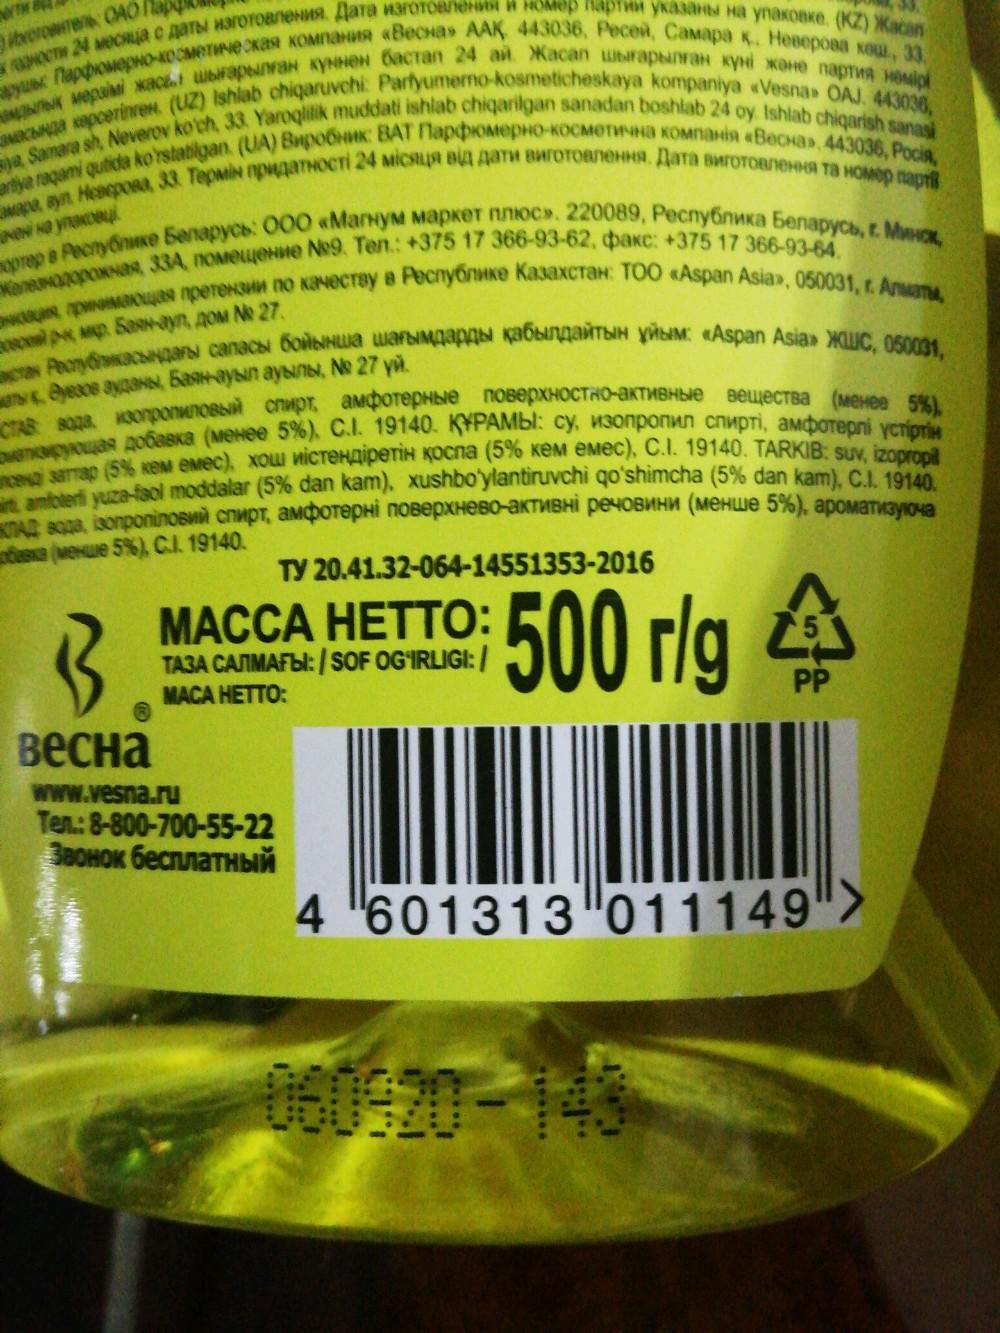 Изготовитель: ОАО Парфюмерно-
годности 24 месяца с даты изготовления. Дата изготовления и номер партии указаны на упаковке. (KZ) Жасап
Парфюмерно-косметическая компания «Весна» ААҚ. 443036, Ресей, Самара қ., Неверова көш., 33.
мерзімі жасап шығарылған күннен бастап 24 ай. Жасап шығарылған күні және партия нөмірі
көрсетілген. (UZ) Ishlab chiqaruvchi: Parfyumerno-kosmeticheskaya kompaniya «Vesna» OAJ. 443036,
Samara sh, Neverov ko'ch, 33. Yaroqlilik muddati ishlab chiqarilgan sanadan boshlab 24 oy. Ishlab chiqarish sanasi
raqami qutida ko'rsatilgan. (UA) Виробник: ВАТ Парфюмерно-косметична компанія «Весна». 443036, Росія,
вул. Нєвєрова, 33. Термін придатності 24 місяця від дати виготовлення. Дата виготовлення та номер партії
на упаковці.
в Республике Беларусь: ООО «Магнум маркет плюс». 220089, Республика Беларусь, г. Минск,
Железнодорожная, 33А, помещение №9. Тел.: +375 17 366-93-62, факс: +375 17 366-93-64.
принимающая претензии по качеству в Республике Казахстан: ТОО «Aspan Asia», 050031, г. Алматы,
р-н, мкр. Баян-аул, дом № 27.
Республикасындағы сапасы бойынша шағымдарды қабылдайтын ұйым: «Aspan Asia» ЖШС, 050031,
қ., Әуезов ауданы, Баян-ауыл ауылы, № 27 үй.
вода, изопропиловый спирт, амфотерные поверхностно-активные вещества (менее 5%),
добавка (менее 5%), C.I. 19140. ҚҰРАМЫ: су, изопропил спирті, амфотерлі үстіртін
заттар (5% кем емес), хош иістендіретін қоспа (5% кем емес), C.I. 19140. TARKIB: suv, izopropil
amfoterli yuza-faol moddalar (5% dan kam), xushbo'ylantiruvchi qo'shimcha (5% dan kam), C.I. 19140.
вода, ізопропіловий спирт, амфотерні поверхнево-активні речовини (менше 5%), ароматизуюча
(менше 5%), C.I. 19140.
ТУ 20.41.32-064-14551353-2016
МАССА НЕТТО: 500 г/g
ТАЗА САЛМАҒЫ: / SOF OG'IRLIGI: /
МАСА НЕТТО:
5
PP
®
весна
www.vesna.ru
Тел.: 8-800-700-55-22
Звонок бесплатный
4 601313 011149 >
060920-143